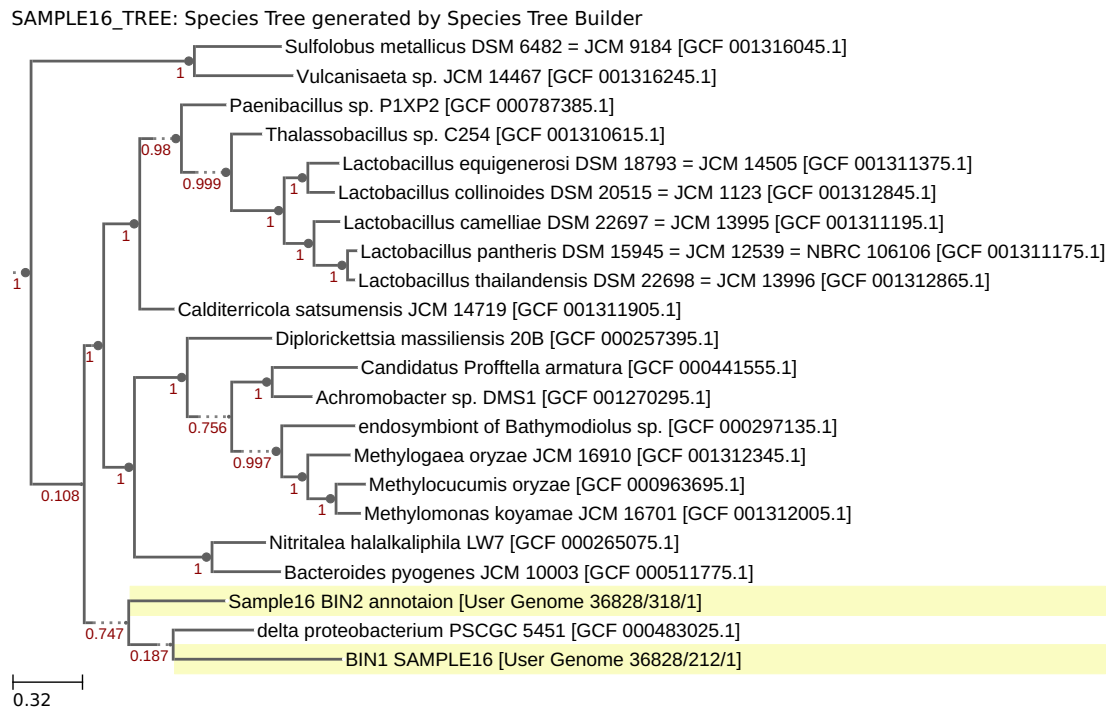 SAMPLE16_TREE: Species Tree generated by Species Tree Builder
Sulfolobus metallicus DSM 6482 = JCM 9184 [GCF 001316045.1]
1
Vulcanisaeta sp. JCM 14467 [GCF 001316245.1]
Paenibacillus sp. P1XP2 [GCF 000787385.1]
Thalassobacillus sp. C254 [GCF 001310615.1]
0.98
Lactobacillus equigenerosi DSM 18793 = JCM 14505 [GCF 001311375.1]
0.999
1
Lactobacillus collinoides DSM 20515 = JCM 1123 [GCF 001312845.1]
1
1
Lactobacillus camelliae DSM 22697 = JCM 13995 [GCF 001311195.1]
1
Lactobacillus pantheris DSM 15945 = JCM 12539 = NBRC 106106 [GCF 001311175.1]
1
1
Lactobacillus thailandensis DSM 22698 = JCM 13996 [GCF 001312865.1]
Calditerricola satsumensis JCM 14719 [GCF 001311905.1]
Diplorickettsia massiliensis 20B [GCF 000257395.1]
1
Candidatus Profftella armatura [GCF 000441555.1]
1
1
Achromobacter sp. DMS1 [GCF 001270295.1]
0.756
endosymbiont of Bathymodiolus sp. [GCF 000297135.1]
Methylogaea oryzae JCM 16910 [GCF 001312345.1]
0.997
1
1
Methylocucumis oryzae [GCF 000963695.1]
0.108
1
Methylomonas koyamae JCM 16701 [GCF 001312005.1]
Nitritalea halalkaliphila LW7 [GCF 000265075.1]
1
Bacteroides pyogenes JCM 10003 [GCF 000511775.1]
Sample16 BIN2 annotaion [User Genome 36828/318/1]
0.747
delta proteobacterium PSCGC 5451 [GCF 000483025.1]
0.187
BIN1 SAMPLE16 [User Genome 36828/212/1]
0.32